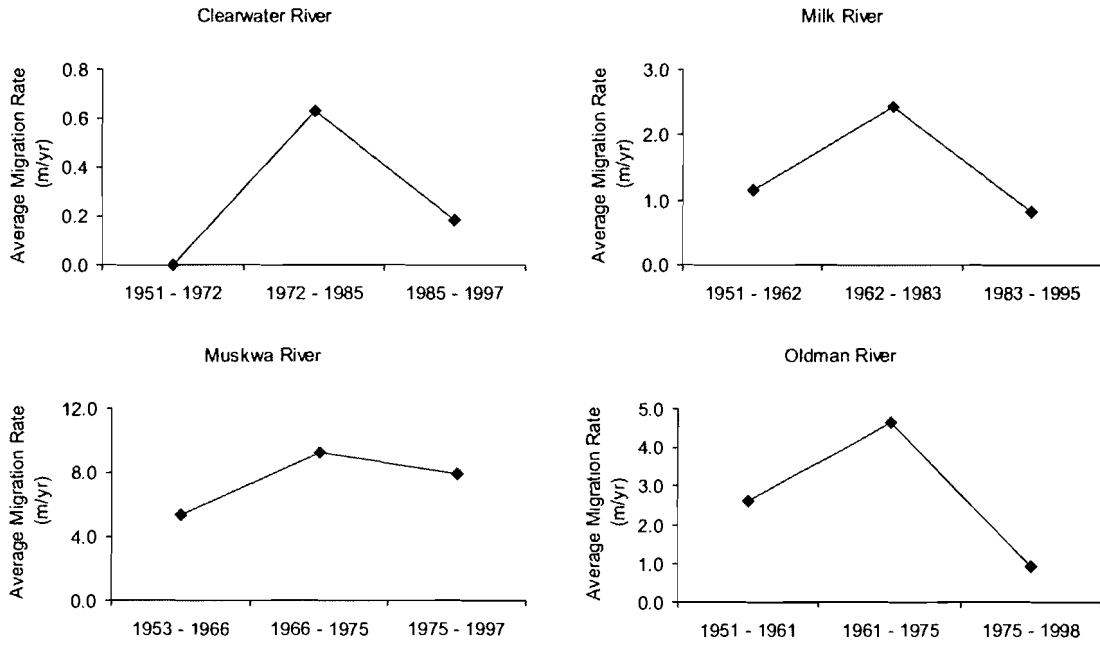 Clearwater River
Average Migration Rate
(m/yr)
0.8
0.6
0.4
0.2
0.0
1951 - 1972
1972 - 1985
1985 - 1997
Milk River
Average Migration Rate
(m/yr)
3.0
2.0
1.0
0.0
1951 - 1962
1962 - 1983
1983 - 1995
Muskwa River
Average Migration Rate
(m/yr)
12.0
8.0
4.0
0.0
1953 - 1966
1966 - 1975
1975 - 1997
Oldman River
Average Migration Rate
(m/yr)
5.0
4.0
3.0
2.0
1.0
0.0
1951 - 1961
1961 - 1975
1975 - 1998